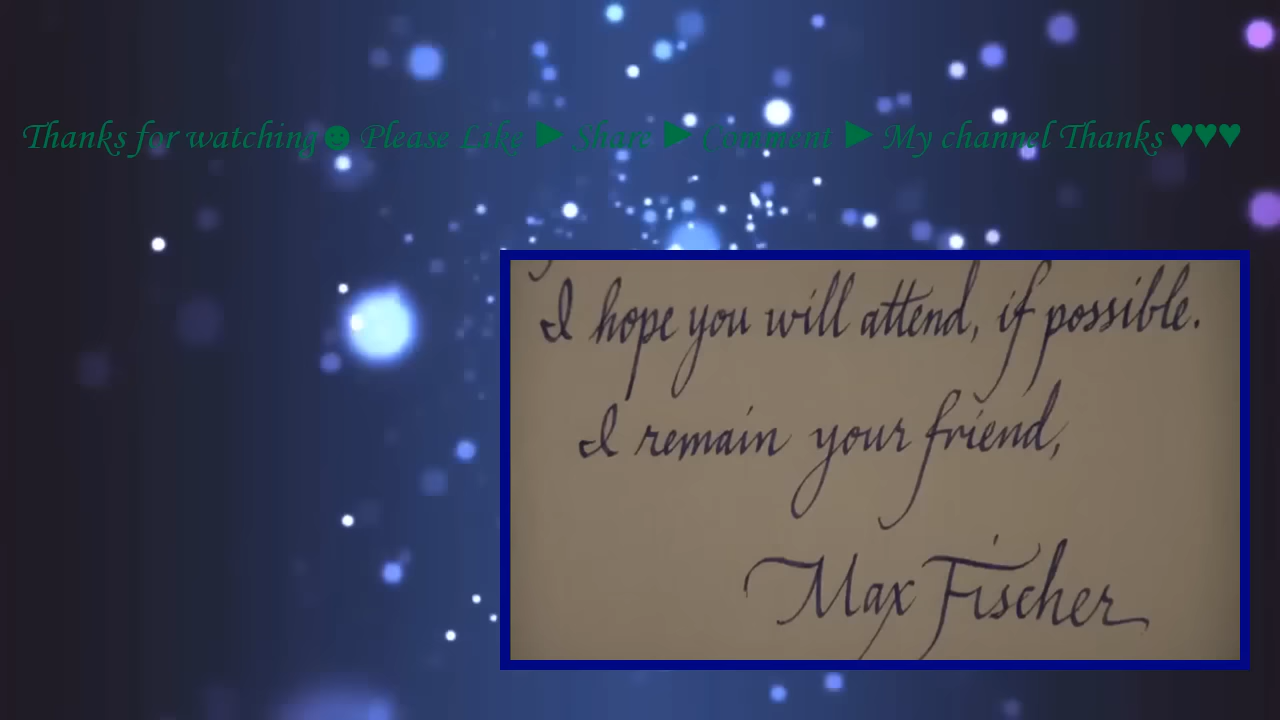 Thanks for watching☻ Please Like ► Share ► Comment ► My channel Thanks ♥♥♥
I hope you will attend, if possible.
I remain your friend,
Max Fischer